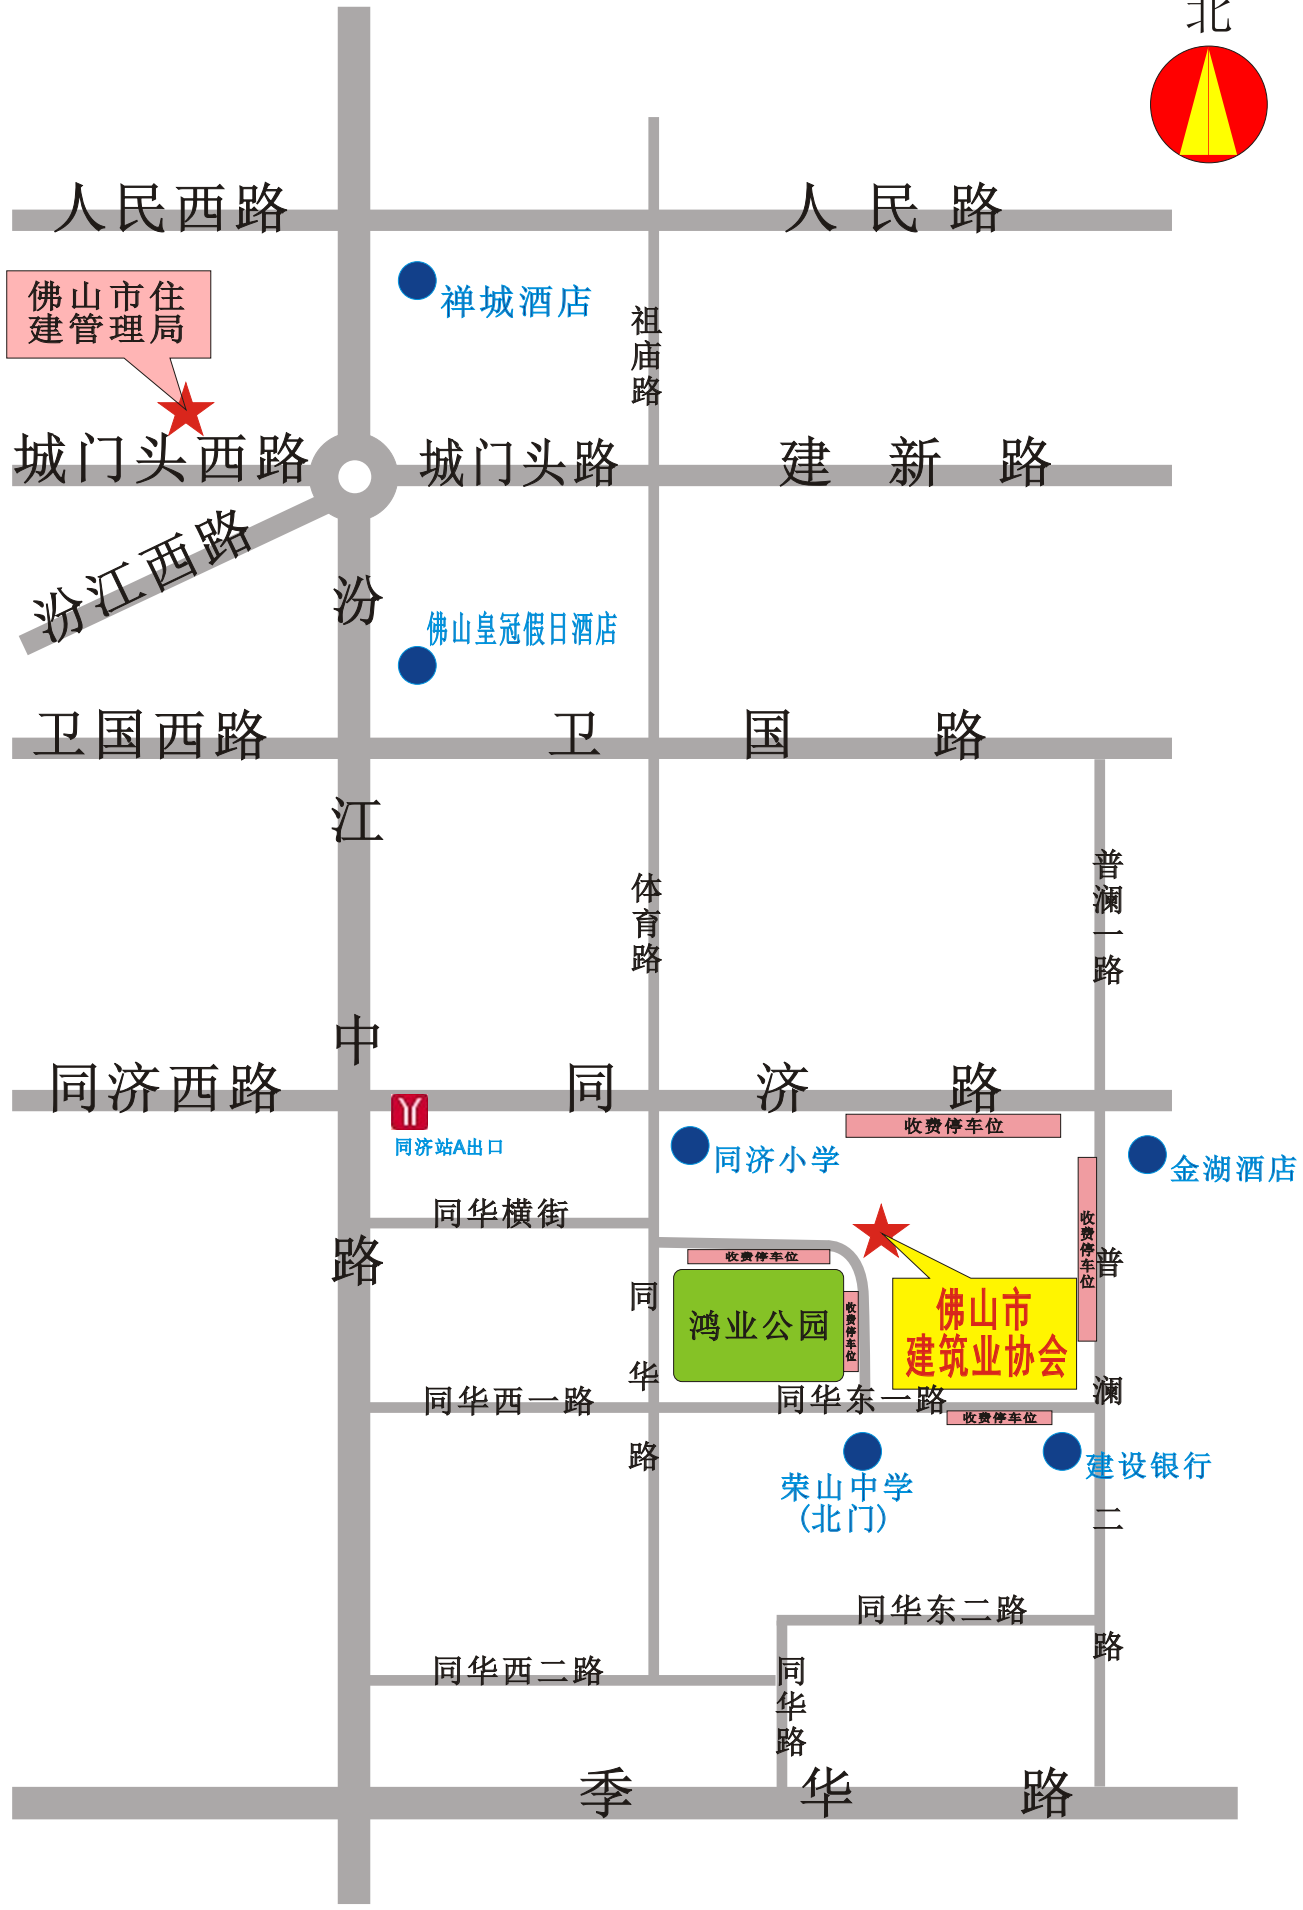 北
人民西路
人民路
佛山市住
建管理局
禅城酒店
祖庙路
城门头西路
城门头路
建新路
汾江西路
汾江中路
佛山皇冠假日酒店
卫国西路
卫国路
体育路
普澜一路
同济西路
同济路
同济站A出口
收费停车位
同济小学
金湖酒店
收费停车位
同华横街
收费停车位
同华路
鸿业公园
收费停车位
佛山市
建筑业协会
普澜二路
同华西一路
同华东一路
收费停车位
荣山中学
(北门)
建设银行
同华东二路
同华西二路
同华路
季华路